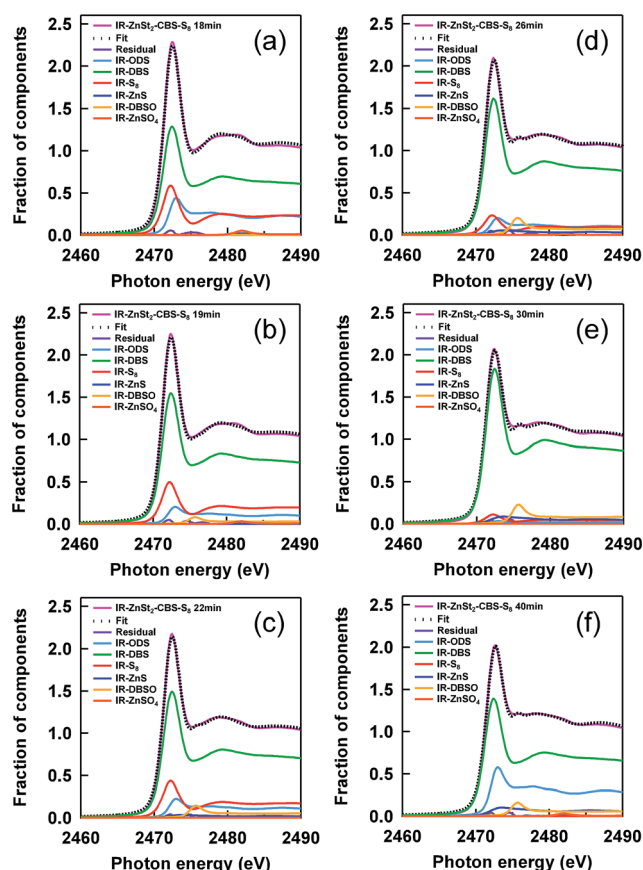 IR-ZnSt₂-CBS-S₈ 18min
Fit
Residual
IR-ODS
IR-DBS
IR-S₈
IR-ZnS
IR-DBSO
IR-ZnSO₄
(a)
Fraction of components
2.5
2.0
1.5
1.0
0.5
0.0
2460 2470 2480 2490
Photon energy (eV)
IR-ZnSt₂-CBS-S₈ 26min
Fit
Residual
IR-ODS
IR-DBS
IR-S₈
IR-ZnS
IR-DBSO
IR-ZnSO₄
(d)
Fraction of components
2.5
2.0
1.5
1.0
0.5
0.0
2460 2470 2480 2490
Photon energy (eV)
IR-ZnSt₂-CBS-S₈ 19min
Fit
Residual
IR-ODS
IR-DBS
IR-S₈
IR-ZnS
IR-DBSO
IR-ZnSO₄
(b)
Fraction of components
2.5
2.0
1.5
1.0
0.5
0.0
2460 2470 2480 2490
Photon energy (eV)
IR-ZnSt₂-CBS-S₈ 30min
Fit
Residual
IR-ODS
IR-DBS
IR-S₈
IR-ZnS
IR-DBSO
IR-ZnSO₄
(e)
Fraction of components
2.5
2.0
1.5
1.0
0.5
0.0
2460 2470 2480 2490
Photon energy (eV)
IR-ZnSt₂-CBS-S₈ 22min
Fit
Residual
IR-ODS
IR-DBS
IR-S₈
IR-ZnS
IR-DBSO
IR-ZnSO₄
(c)
Fraction of components
2.5
2.0
1.5
1.0
0.5
0.0
2460 2470 2480 2490
Photon energy (eV)
IR-ZnSt₂-CBS-S₈ 40min
Fit
Residual
IR-ODS
IR-DBS
IR-S₈
IR-ZnS
IR-DBSO
IR-ZnSO₄
(f)
Fraction of components
2.5
2.0
1.5
1.0
0.5
0.0
2460 2470 2480 2490
Photon energy (eV)